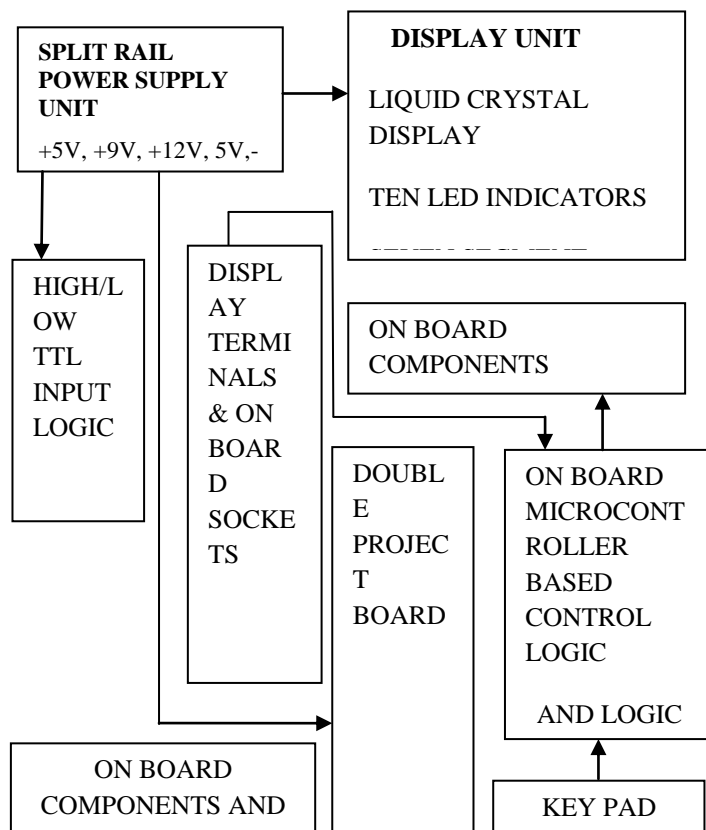 SPLIT RAIL
POWER SUPPLY
UNIT
+5V, +9V, +12V, 5V,-
DISPLAY UNIT
LIQUID CRYSTAL
DISPLAY
TEN LED INDICATORS
HIGH/L
OW
TTL
INPUT
LOGIC
DISPL
AY
TERMI
NALS
& ON
BOAR
D
SOCKE
TS
ON BOARD
COMPONENTS
DOUBL
E
PROJEC
T
BOARD
ON BOARD
MICROCONT
ROLLER
BASED
CONTROL
LOGIC
AND LOGIC
ON BOARD
COMPONENTS AND
KEY PAD